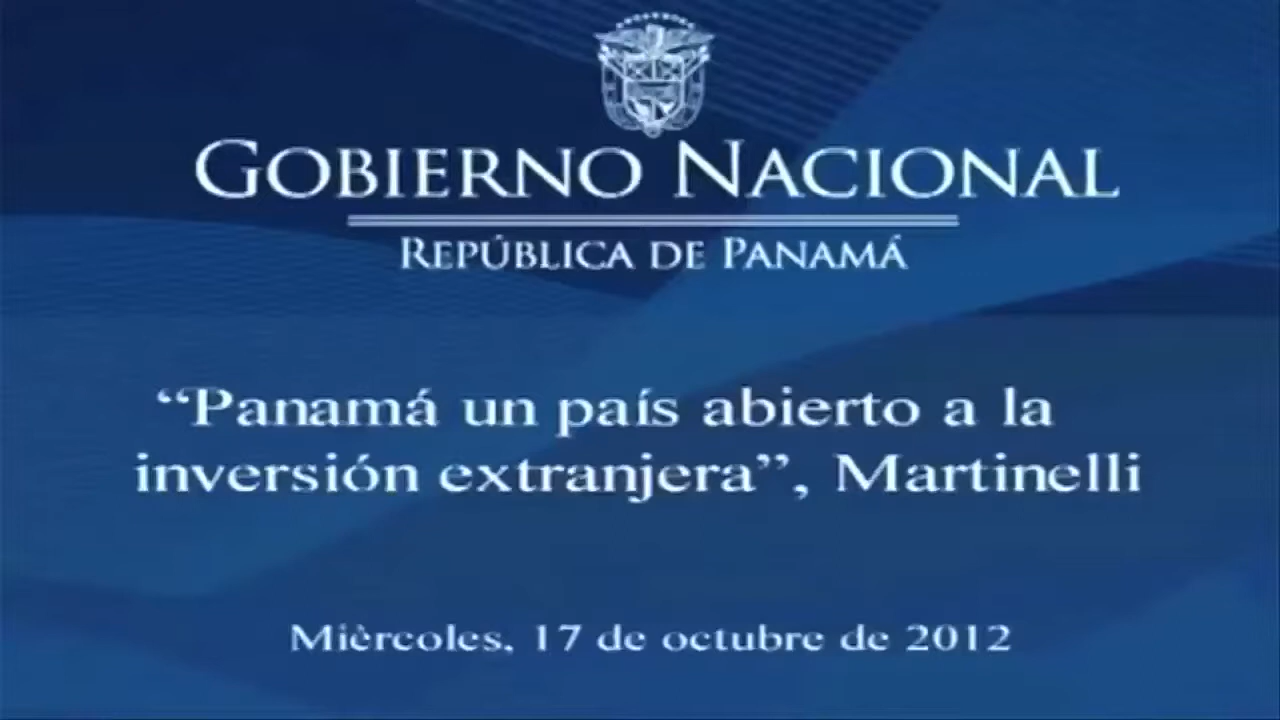 GOBIERNO NACIONAL
REPÚBLICA DE PANAMÁ
“Panamá un país abierto a la
inversión extranjera”, Martinelli
Mièrcoles, 17 de octubre de 2012